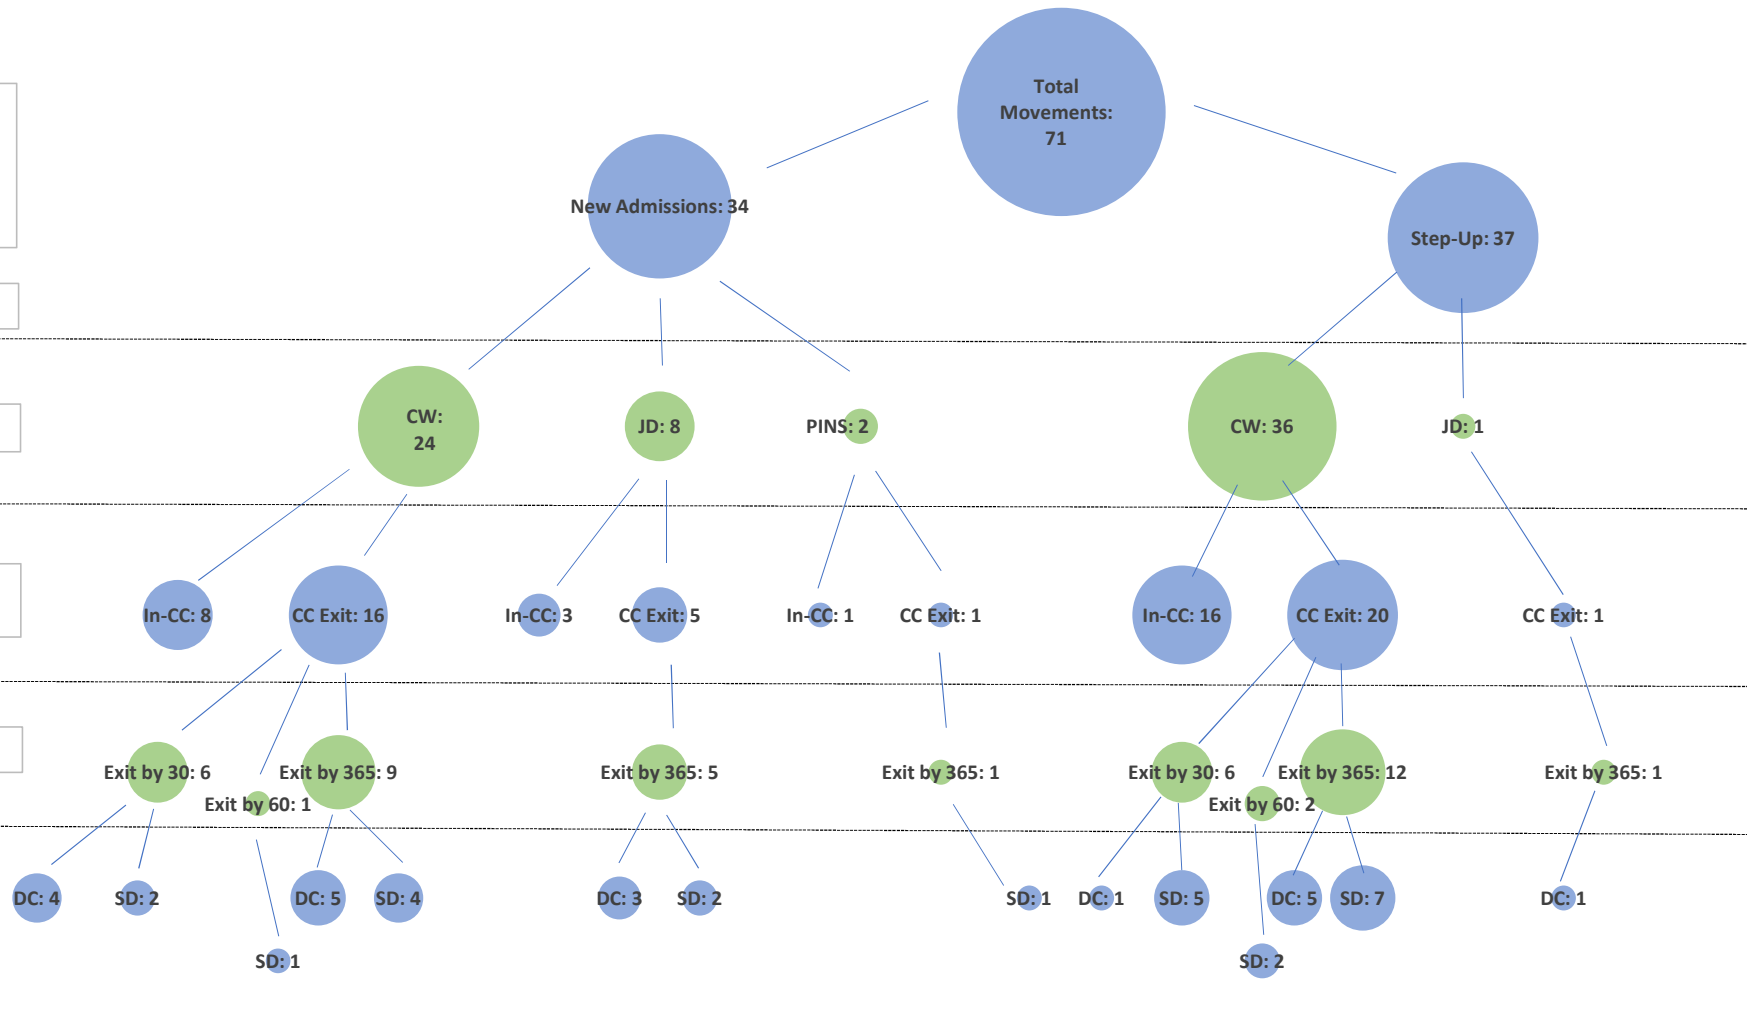 Total
Movements:
71
New Admissions: 34
Step-Up: 37
CW:
24
JD: 8
PINS: 2
CW: 36
JD: 1
In-CC: 8
CC Exit: 16
In-CC: 3
CC Exit: 5
In-CC: 1
CC Exit: 1
In-CC: 16
CC Exit: 20
CC Exit: 1
Exit by 30: 6
Exit by 365: 9
Exit by 365: 5
Exit by 365: 1
Exit by 30: 6
Exit by 365: 12
Exit by 365: 1
Exit by 60: 1
Exit by 60: 2
DC: 4
SD: 2
DC: 5
SD: 4
DC: 3
SD: 2
SD: 1
DC: 1
SD: 5
DC: 5
SD: 7
DC: 1
SD: 1
SD: 2